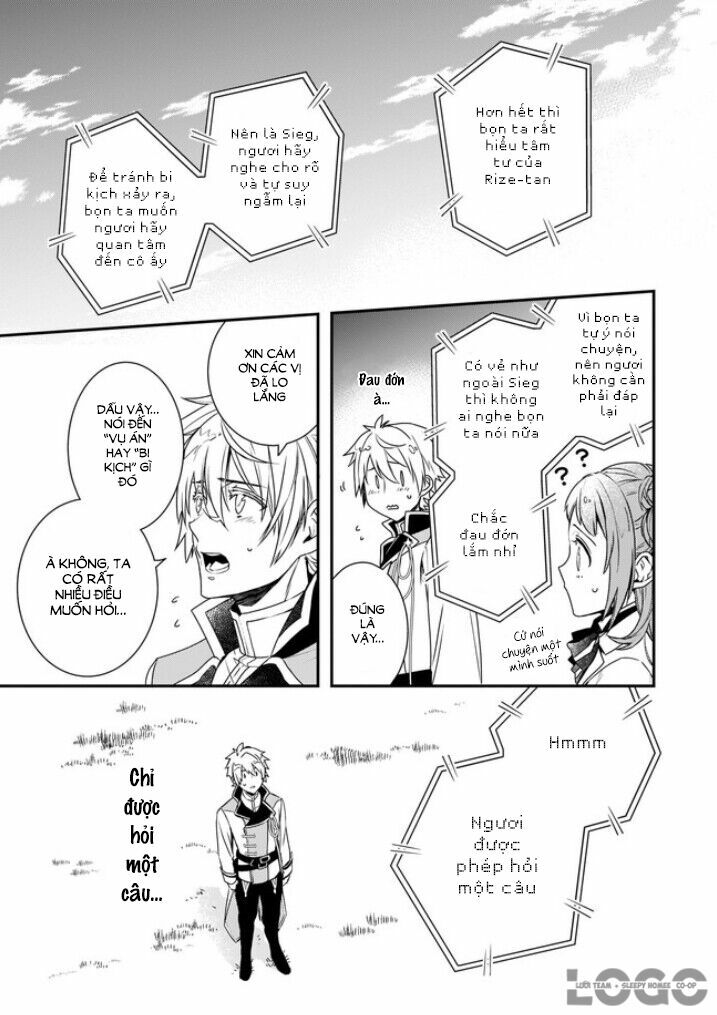 Hơn hết thì
bọn ta rất
hiểu tâm
tư của
Rize-tan
Nên là Sieg,
ngươi hãy
nghe cho rõ
và tự suy
ngẫm lại
Để tránh bi
kịch xảy ra,
bọn ta muốn
ngươi hãy
quan tâm
đến cô ấy
Vì bọn ta
tự ý nói
chuyện,
nên ngươi
không cần
phải đáp
lại
Có vẻ như
ngoài Sieg
thì không
ai nghe bọn
ta nói nữa
Chắc
đau đớn
lắm nhỉ
? ? ?
Cứ nói
chuyện một
mình suốt
Đau đớn
à...
ĐÚNG
LÀ
VẬY...
XIN CẢM
ƠN CÁC VỊ
ĐÃ LO
LẮNG
DẪU VẬY...
NÓI ĐẾN
"VỤ ÁN"
HAY "BI
KỊCH" GÌ
ĐÓ
À KHÔNG, TA
CÓ RẤT
NHIỀU ĐIỀU
MUỐN HỎI...
Hmmm
Ngươi
được
phép hỏi
một câu
Chỉ
được
hỏi
một
câu...
LOGO
LƯỜI TEAM + SLEEPY HOMEE CO-OP